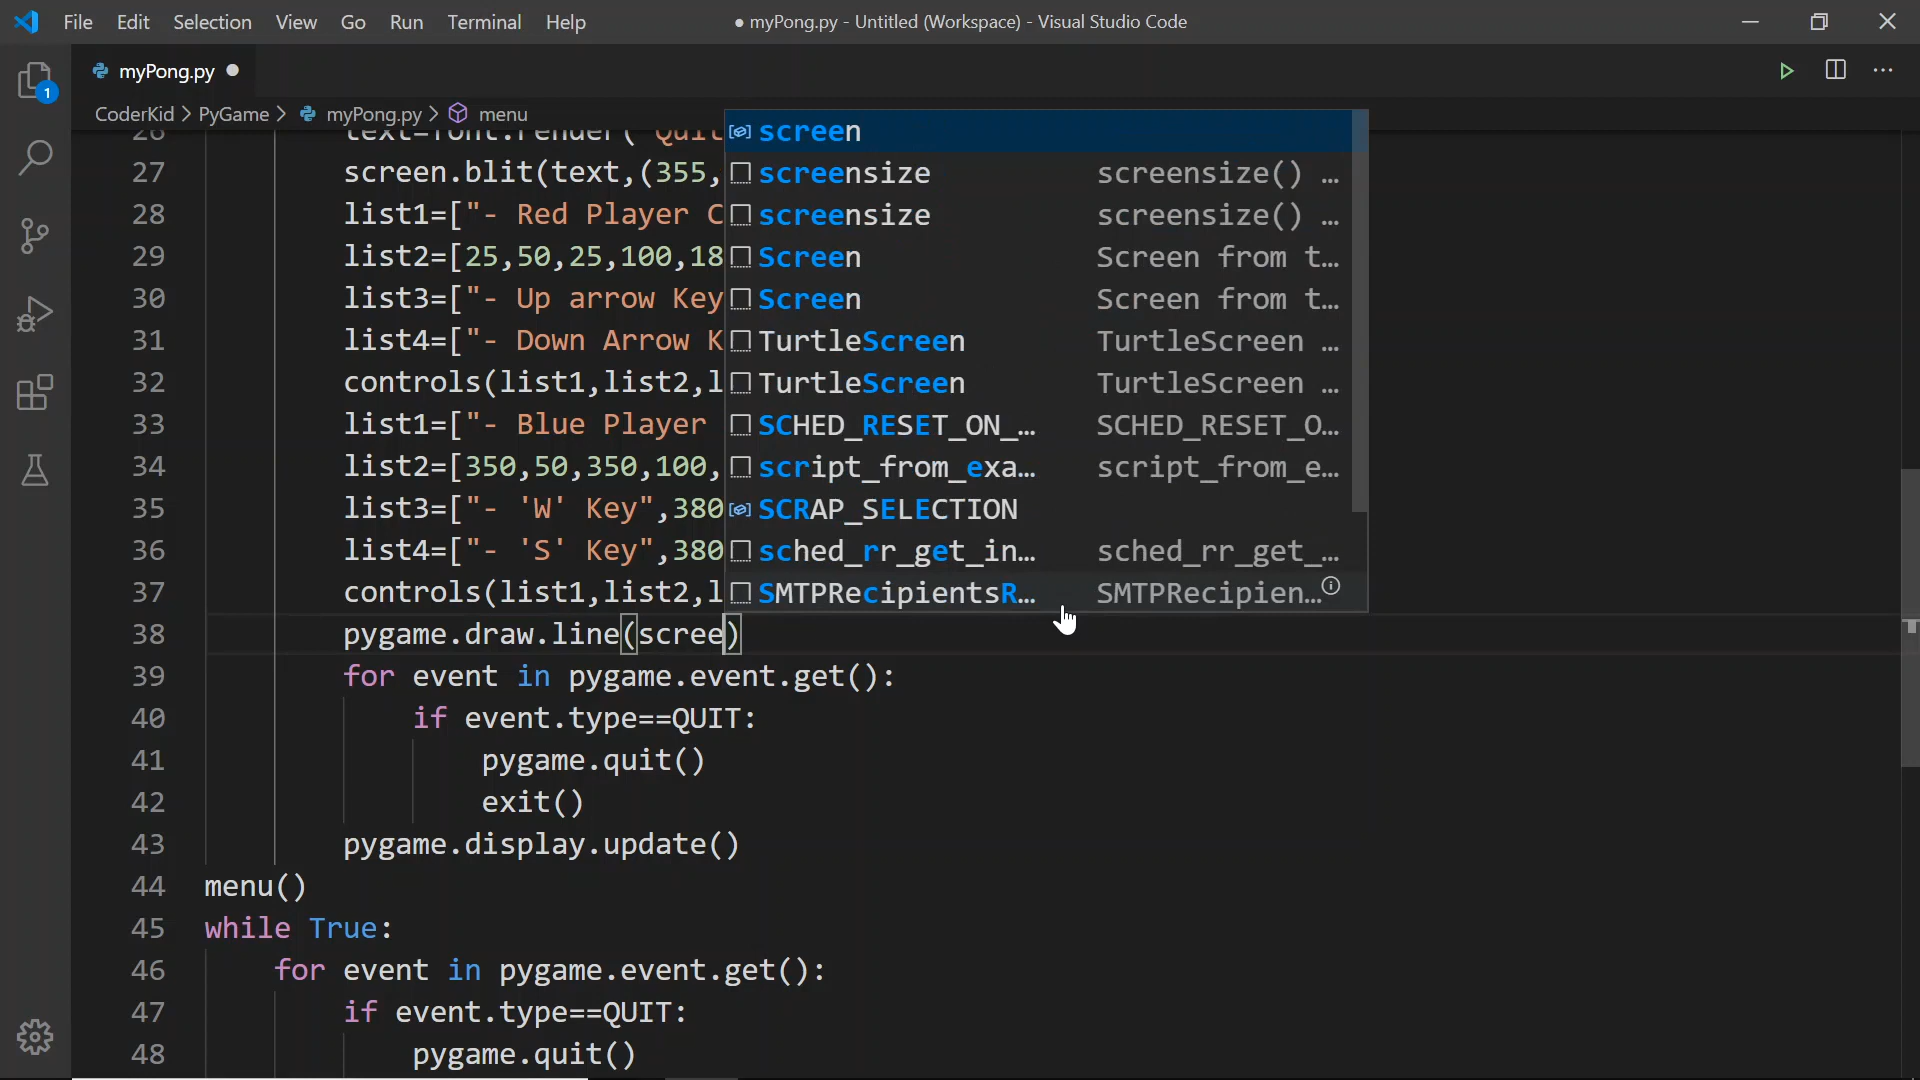 File Edit Selection View Go Run Terminal Help
● myPong.py - Untitled (Workspace) - Visual Studio Code
1
myPong.py
CoderKid > PyGame > myPong.py > menu
26 text=font.render("Quit
27 screen.blit(text,(355,
28 list1=["- Red Player C
29 list2=[25,50,25,100,18
30 list3=["- Up arrow Key
31 list4=["- Down Arrow K
32 controls(list1,list2,l
33 list1=["- Blue Player
34 list2=[350,50,350,100,
35 list3=["- 'W' Key",380
36 list4=["- 'S' Key",380
37 controls(list1,list2,l
38 pygame.draw.line(scree)
39 for event in pygame.event.get():
40 if event.type==QUIT:
41 pygame.quit()
42 exit()
43 pygame.display.update()
44 menu()
45 while True:
46 for event in pygame.event.get():
47 if event.type==QUIT:
48 pygame.quit()
screen
screensize screensize() …
screensize screensize() …
Screen Screen from t…
Screen Screen from t…
TurtleScreen TurtleScreen …
TurtleScreen TurtleScreen …
SCHED_RESET_ON_… SCHED_RESET_O…
script_from_exa… script_from_e…
SCRAP_SELECTION
sched_rr_get_in… sched_rr_get_…
SMTPRecipientsR… SMTPRecipien…